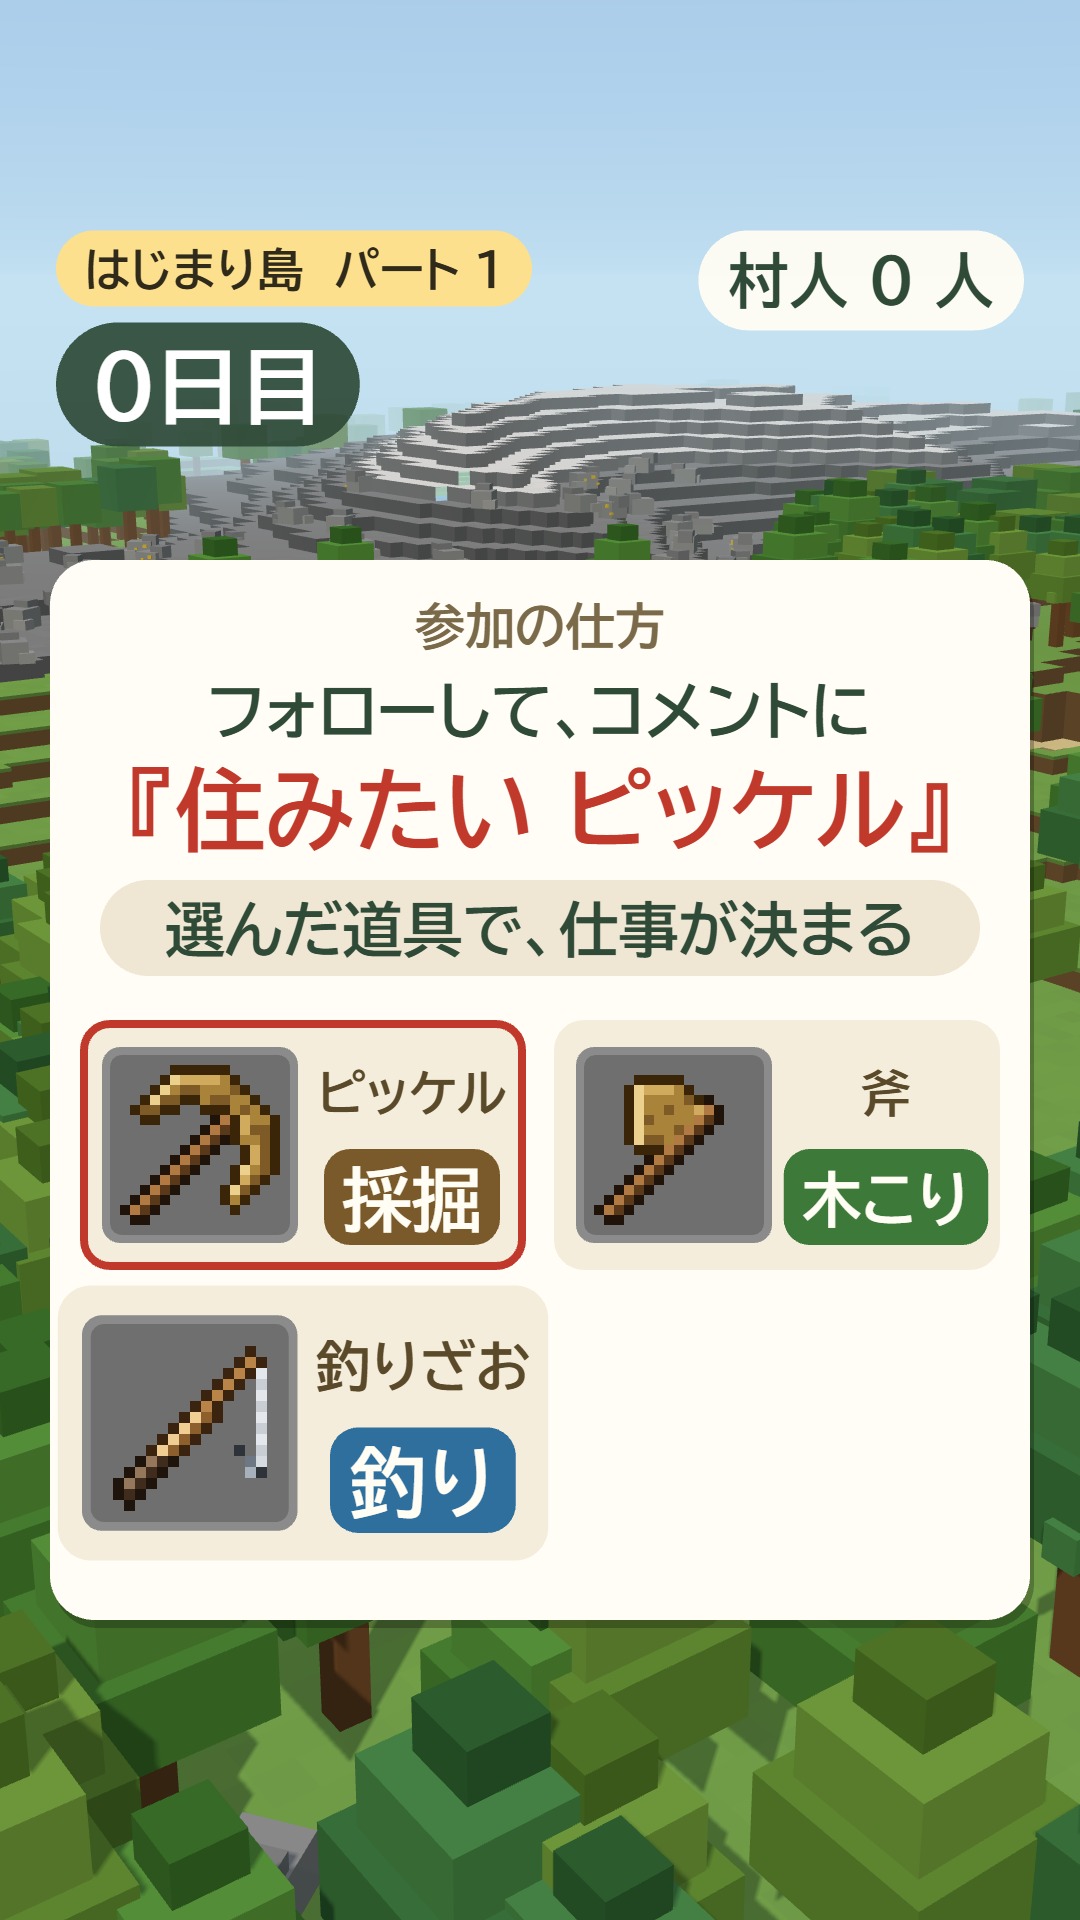 はじまり島 パート 1
村人 0 人
0日目
参加の仕方
フォローして、コメントに
『住みたい ピッケル』
選んだ道具で、仕事が決まる
ピッケル
採掘
斧
木こり
釣りざお
釣り